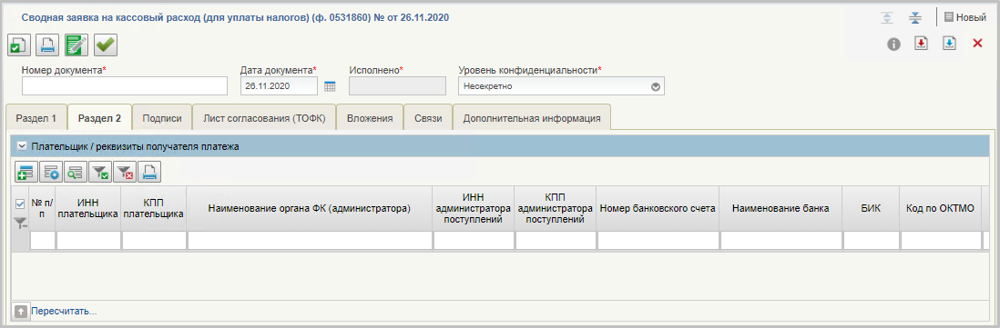 Сводная заявка на кассовый расход (для уплаты налогов) (ф. 0531860) № от 26.11.2020
Новый
Номер документа*
Дата документа*
Исполнено*
Уровень конфиденциальности*
26.11.2020
Несекретно
Раздел 1
Раздел 2
Подписи
Лист согласования (ТОФК)
Вложения
Связи
Дополнительная информация
Плательщик / реквизиты получателя платежа
№ п/
п
ИНН
плательщика
КПП
плательщика
Наименование органа ФК (администратора)
ИНН
администратора
поступлений
КПП
администратора
поступлений
Номер банковского счета
Наименование банка
БИК
Код по ОКТМО
Пересчитать...